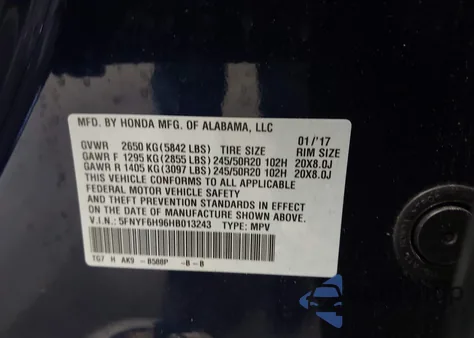 MFD. BY HONDA MFG. OF ALABAMA, LLC
01/'17
GVWR 2650 KG (5842 LBS) TIRE SIZE RIM SIZE
GAWR F 1295 KG (2855 LBS) 245/50R20 102H 20X8.0J
GAWR R 1405 KG (3097 LBS) 245/50R20 102H 20X8.0J
THIS VEHICLE CONFORMS TO ALL APPLICABLE
FEDERAL MOTOR VEHICLE SAFETY
AND THEFT PREVENTION STANDARDS IN EFFECT
ON THE DATE OF MANUFACTURE SHOWN ABOVE.
V.I.N.: 5FNYF6H96HB013243 TYPE: MPV
TG7 H AK9 - B588P -B - B